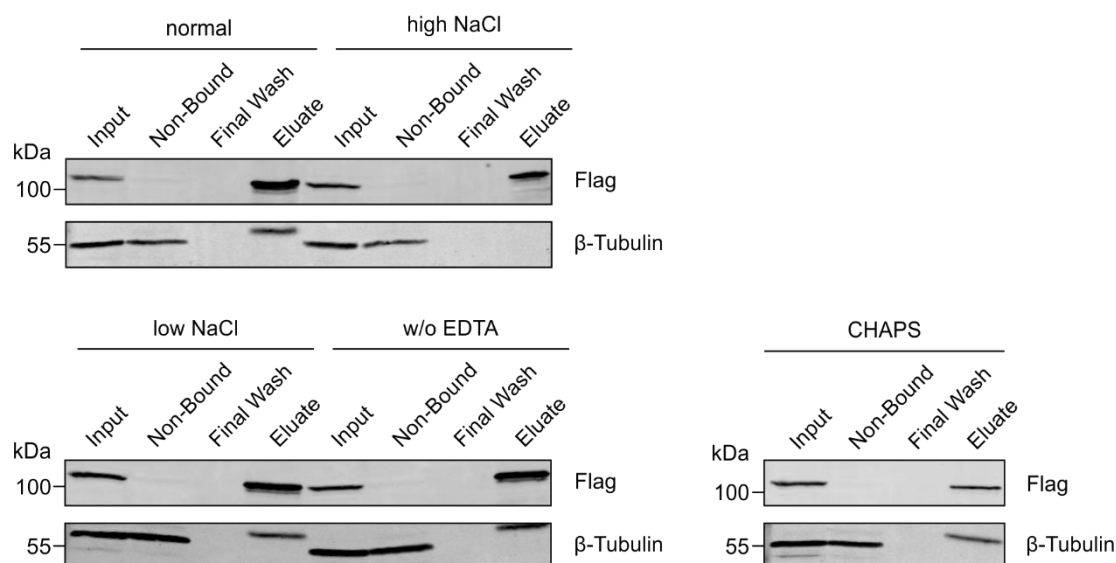 normal
high NaCl
Input Non-Bound Final Wash Eluate Input Non-Bound Final Wash Eluate
kDa
100
Flag
55
β-Tubulin
low NaCl
w/o EDTA
Input Non-Bound Final Wash Eluate Input Non-Bound Final Wash Eluate
kDa
100
Flag
55
β-Tubulin
CHAPS
Input Non-Bound Final Wash Eluate
kDa
100
Flag
55
β-Tubulin